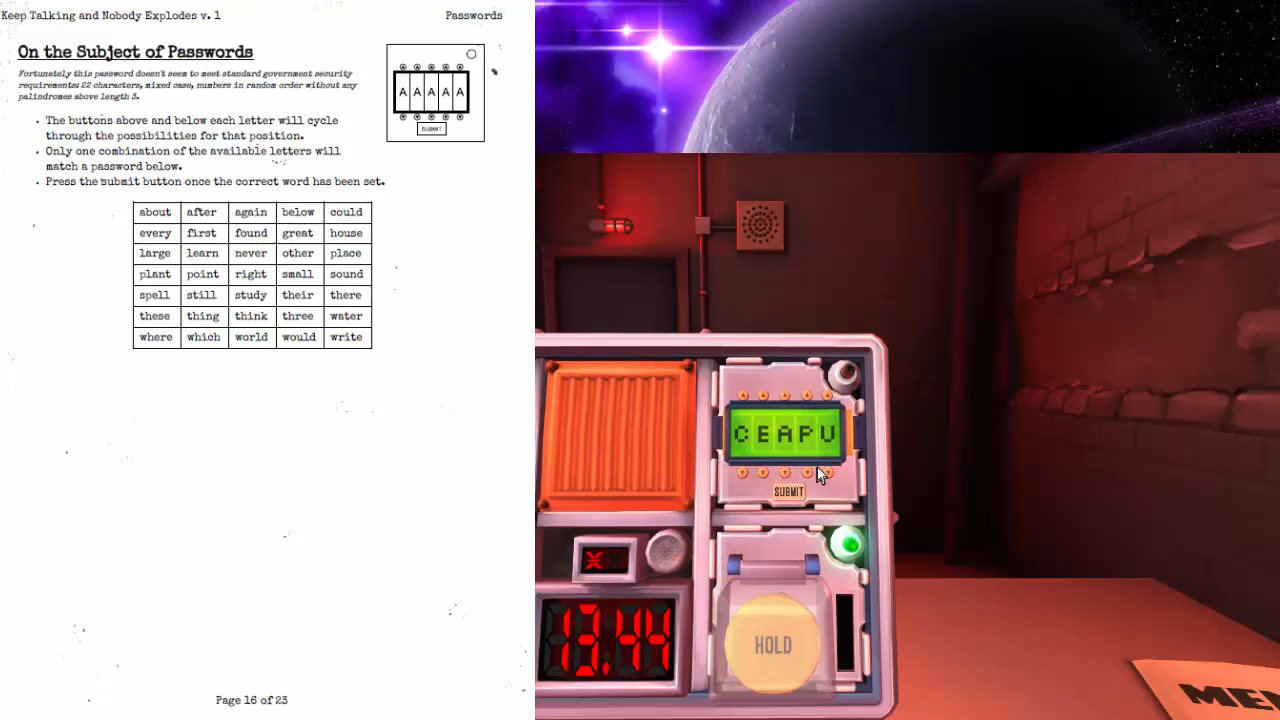 Keep Talking and Nobody Explodes v. 1
Passwords
On the Subject of Passwords
Fortunately this password doesn't seem to meet standard government security
requirements: 22 characters, mixed case, numbers in random order without any
palindromes above length 3.
A A A A A
SUBMIT
• The buttons above and below each letter will cycle
through the possibilities for that position.
• Only one combination of the available letters will
match a password below.
• Press the submit button once the correct word has been set.
about after again below could
every first found great house
large learn never other place
plant point right small sound
spell still study their there
these thing think three water
where which world would write
Page 16 of 23
CEAPU
SUBMIT
X
13.44
HOLD